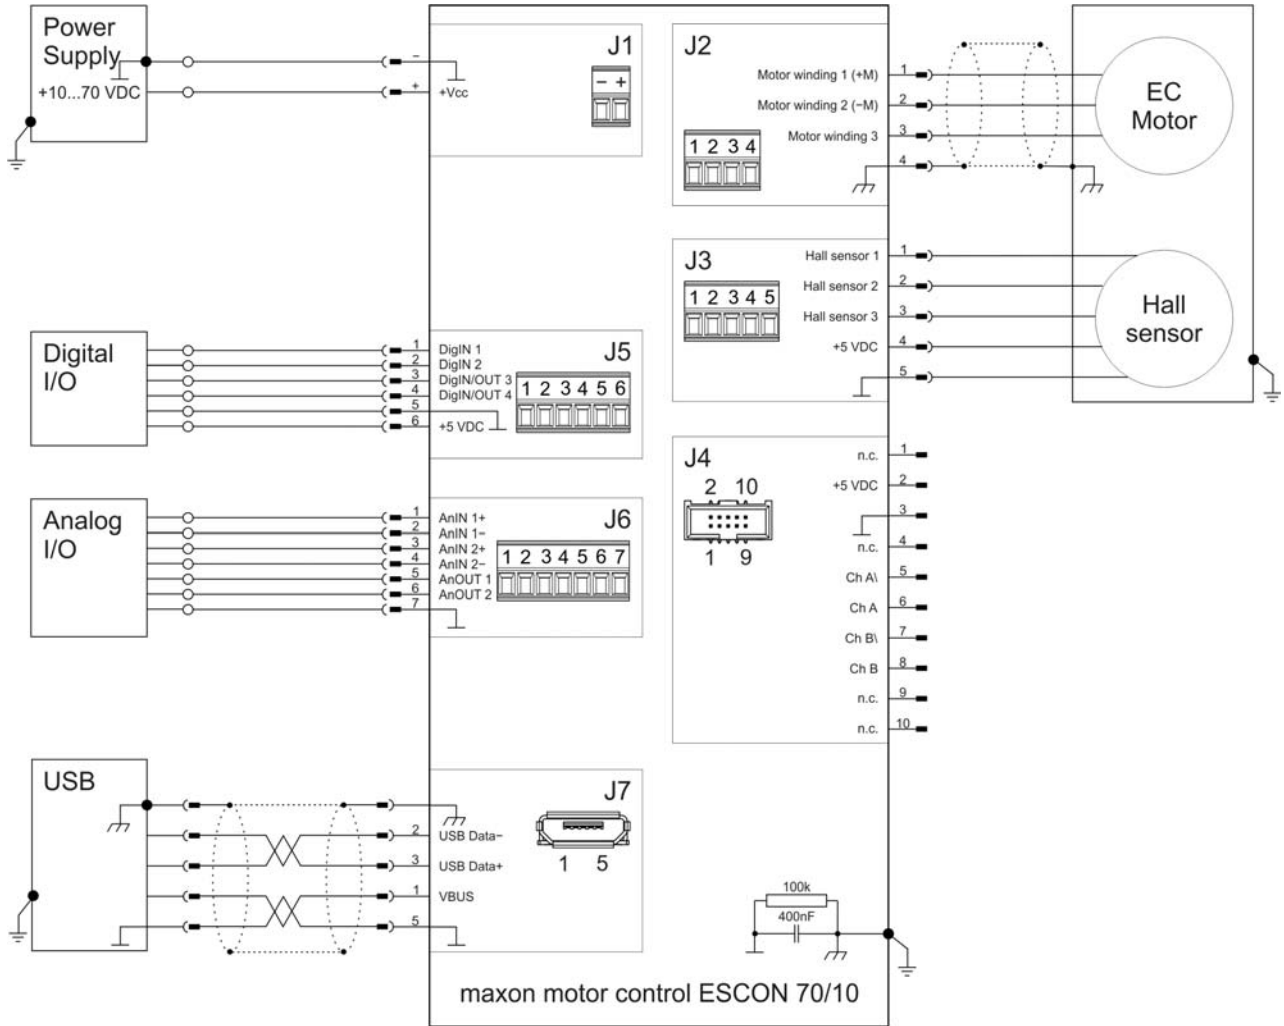 Power
Supply
+10...70 VDC
−
+
+Vcc
J1
− +
J2
Motor winding 1 (+M)
1
Motor winding 2 (−M)
2
Motor winding 3
3
4
1 2 3 4
EC
Motor
J3
Hall sensor 1
1
Hall sensor 2
2
Hall sensor 3
3
+5 VDC
4
5
1 2 3 4 5
Hall
sensor
Digital
I/O
1
DigIN 1
2
DigIN 2
3
DigIN/OUT 3
4
DigIN/OUT 4
5
6
+5 VDC
J5
1 2 3 4 5 6
J4
2 10
1 9
n.c.
1
+5 VDC
2
3
n.c.
4
Ch A\
5
Ch A
6
Ch B\
7
Ch B
8
n.c.
9
n.c.
10
Analog
I/O
1
AnIN 1+
2
AnIN 1−
3
AnIN 2+
4
AnIN 2−
5
AnOUT 1
6
AnOUT 2
7
J6
1 2 3 4 5 6 7
USB
2
USB Data−
3
USB Data+
1
VBUS
5
J7
1 5
100k
400nF
maxon motor control ESCON 70/10